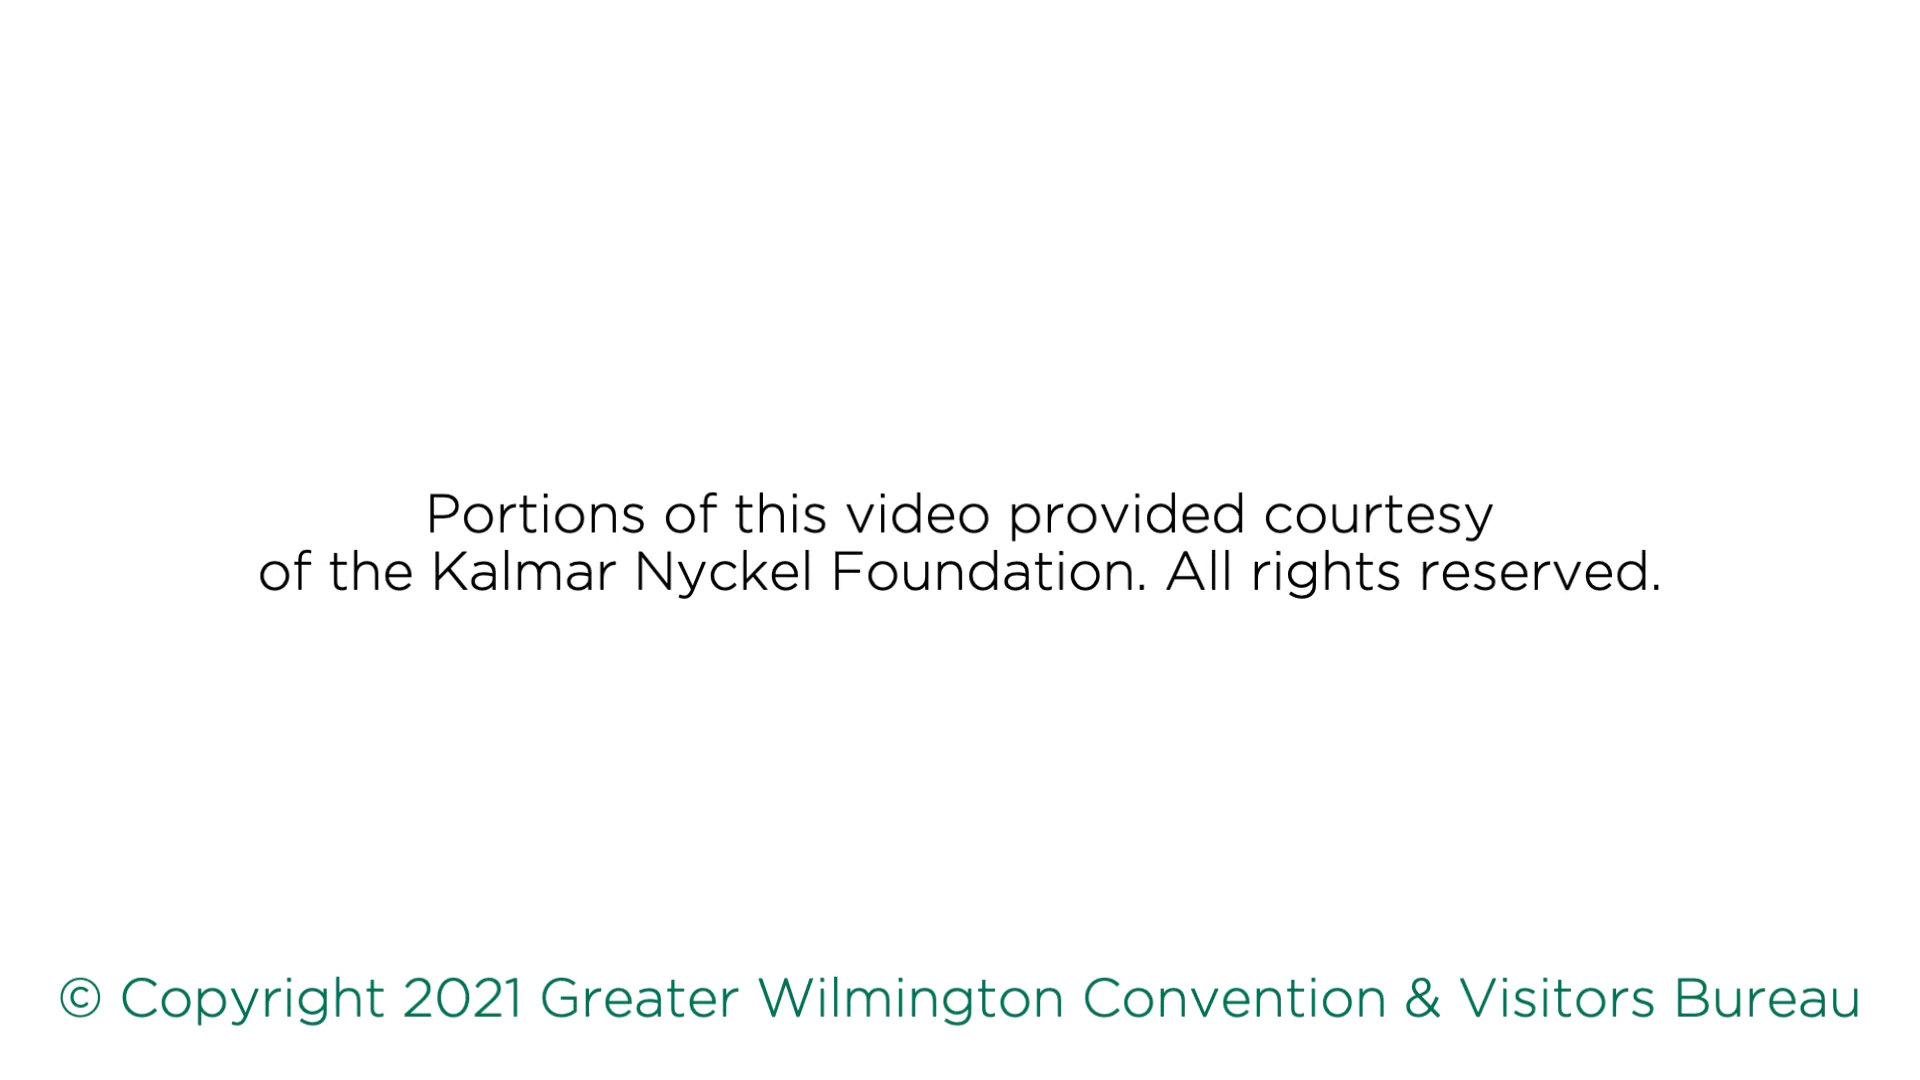 Portions of this video provided courtesy
of the Kalmar Nyckel Foundation. All rights reserved.
© Copyright 2021 Greater Wilmington Convention & Visitors Bureau